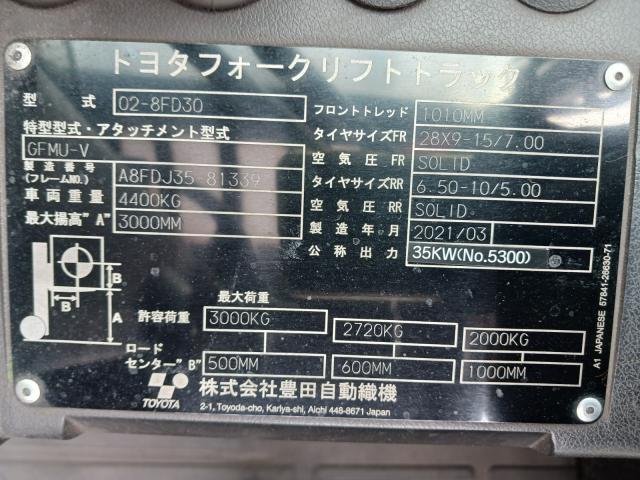 トヨタフォークリフトトラック
型 式 02-8FD30
特型型式・アタッチメント型式
GFMU-V
製造番号
(フレームNO.) A8FDJ35-81339
車両重量 4400KG
最大揚高"A" 3000MM
フロントトレッド 1010MM
タイヤサイズFR 28X9-15/7.00
空気圧FR SOLID
タイヤサイズRR 6.50-10/5.00
空気圧RR SOLID
製造年月 2021/03
公称出力 35KW(No.5300)
B
B
A
最大荷重
許容荷重 3000KG 2720KG 2000KG
ロード
センター"B" 500MM 600MM 1000MM
TOYOTA
株式会社豊田自動織機
2-1, Toyoda-cho, Kariya-shi, Aichi 448-8671 Japan
A1 JAPANESE 57841-26630-71